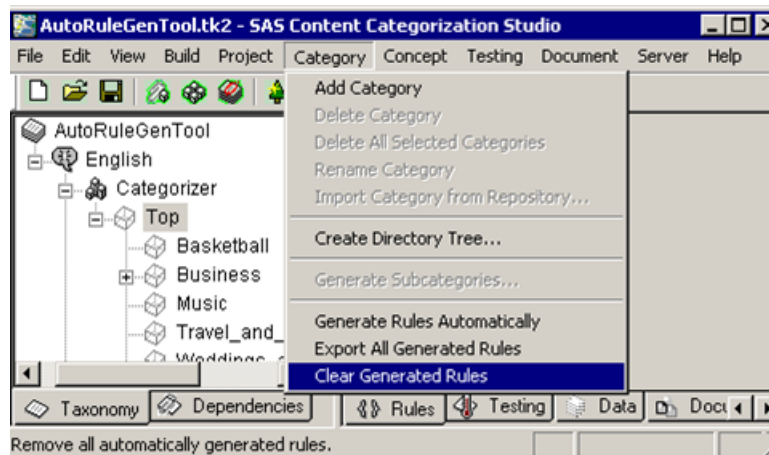 AutoRuleGenTool.tk2 - SAS Content Categorization Studio
File Edit View Build Project Category Concept Testing Document Server Help
Add Category
Delete Category
Delete All Selected Categories
Rename Category
Import Category from Repository...
Create Directory Tree...
Generate Subcategories...
Generate Rules Automatically
Export All Generated Rules
Clear Generated Rules
AutoRuleGenTool
English
Categorizer
Top
Basketball
Business
Music
Travel_and_
Weddings
Taxonomy Dependencies Rules Testing Data Docu
Remove all automatically generated rules.